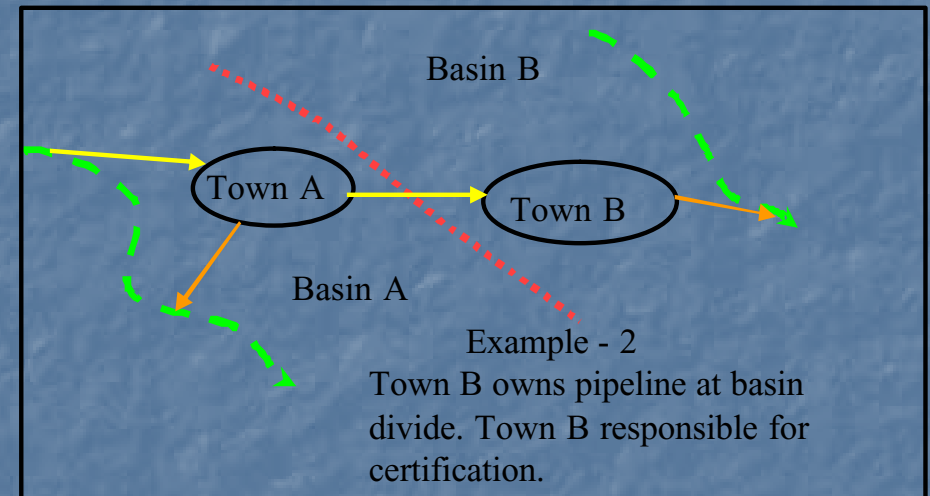 Basin B
Town A
Town B
Basin A
Example - 2
Town B owns pipeline at basin
divide. Town B responsible for
certification.